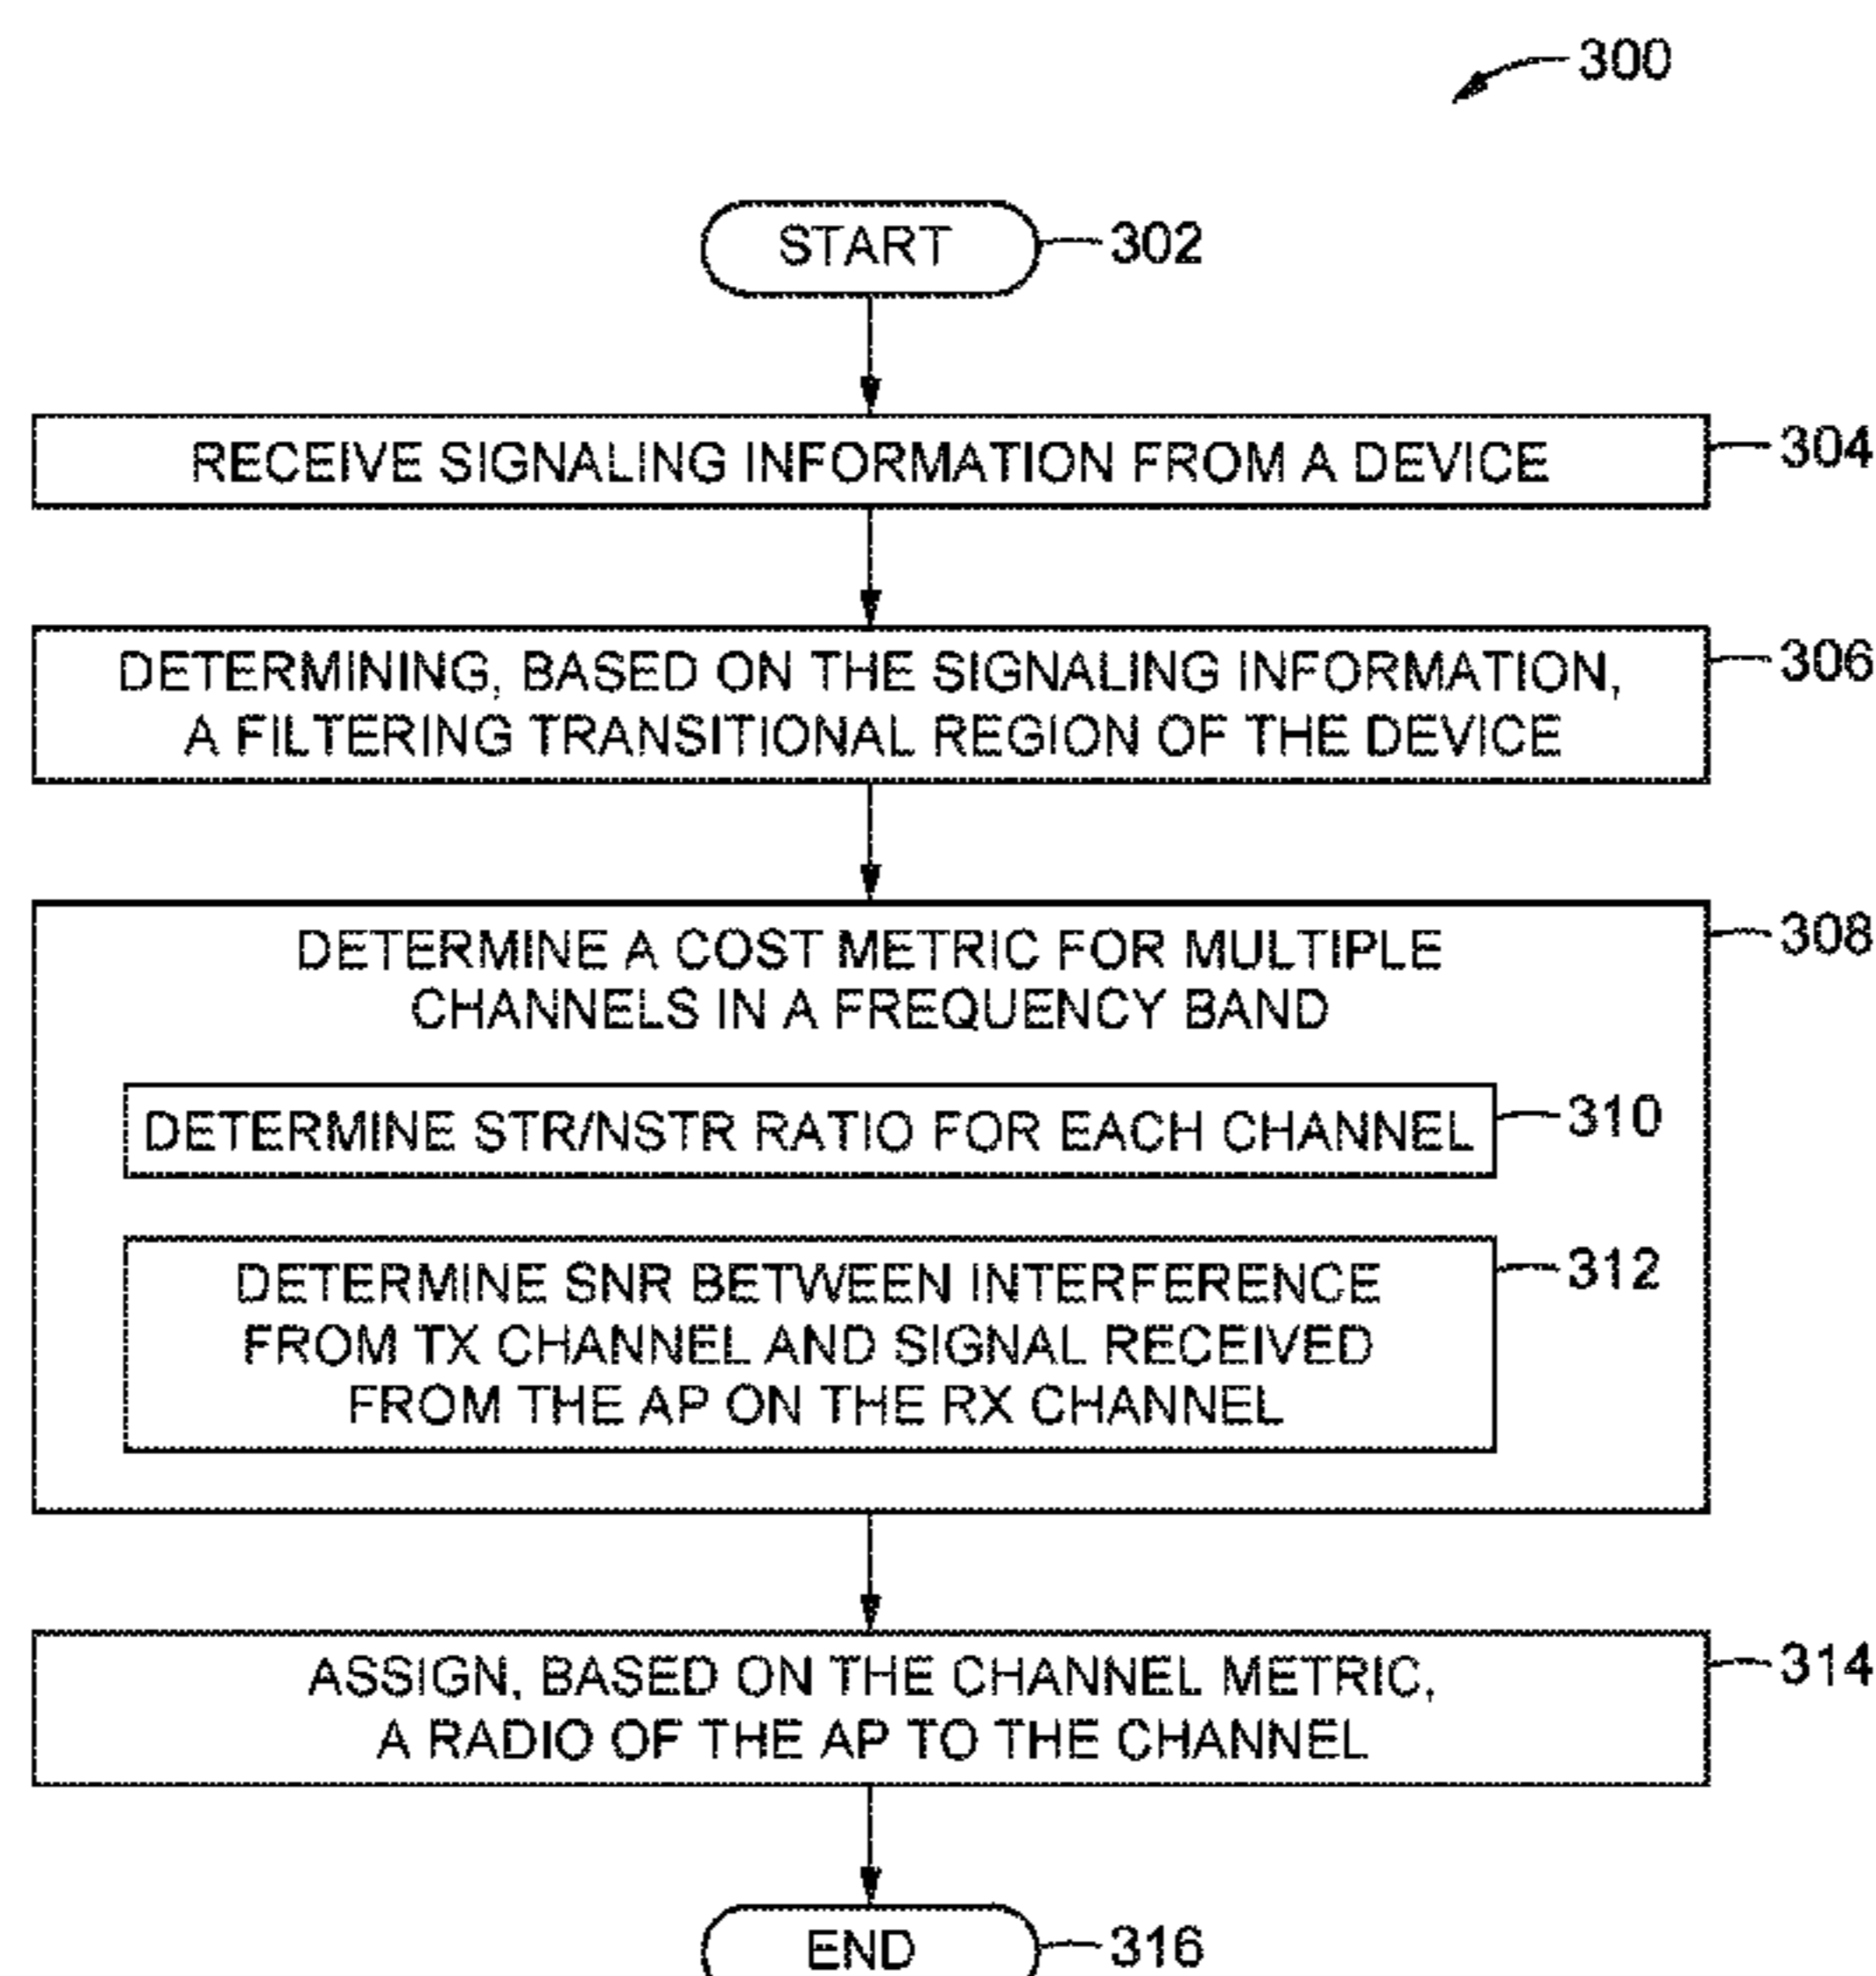 300
START
302
RECEIVE SIGNALING INFORMATION FROM A DEVICE
304
DETERMINING, BASED ON THE SIGNALING INFORMATION,
A FILTERING TRANSITIONAL REGION OF THE DEVICE
306
DETERMINE A COST METRIC FOR MULTIPLE
CHANNELS IN A FREQUENCY BAND
308
DETERMINE STR/NSTR RATIO FOR EACH CHANNEL
310
DETERMINE SNR BETWEEN INTERFERENCE
FROM TX CHANNEL AND SIGNAL RECEIVED
FROM THE AP ON THE RX CHANNEL
312
ASSIGN, BASED ON THE CHANNEL METRIC,
A RADIO OF THE AP TO THE CHANNEL
314
END
316